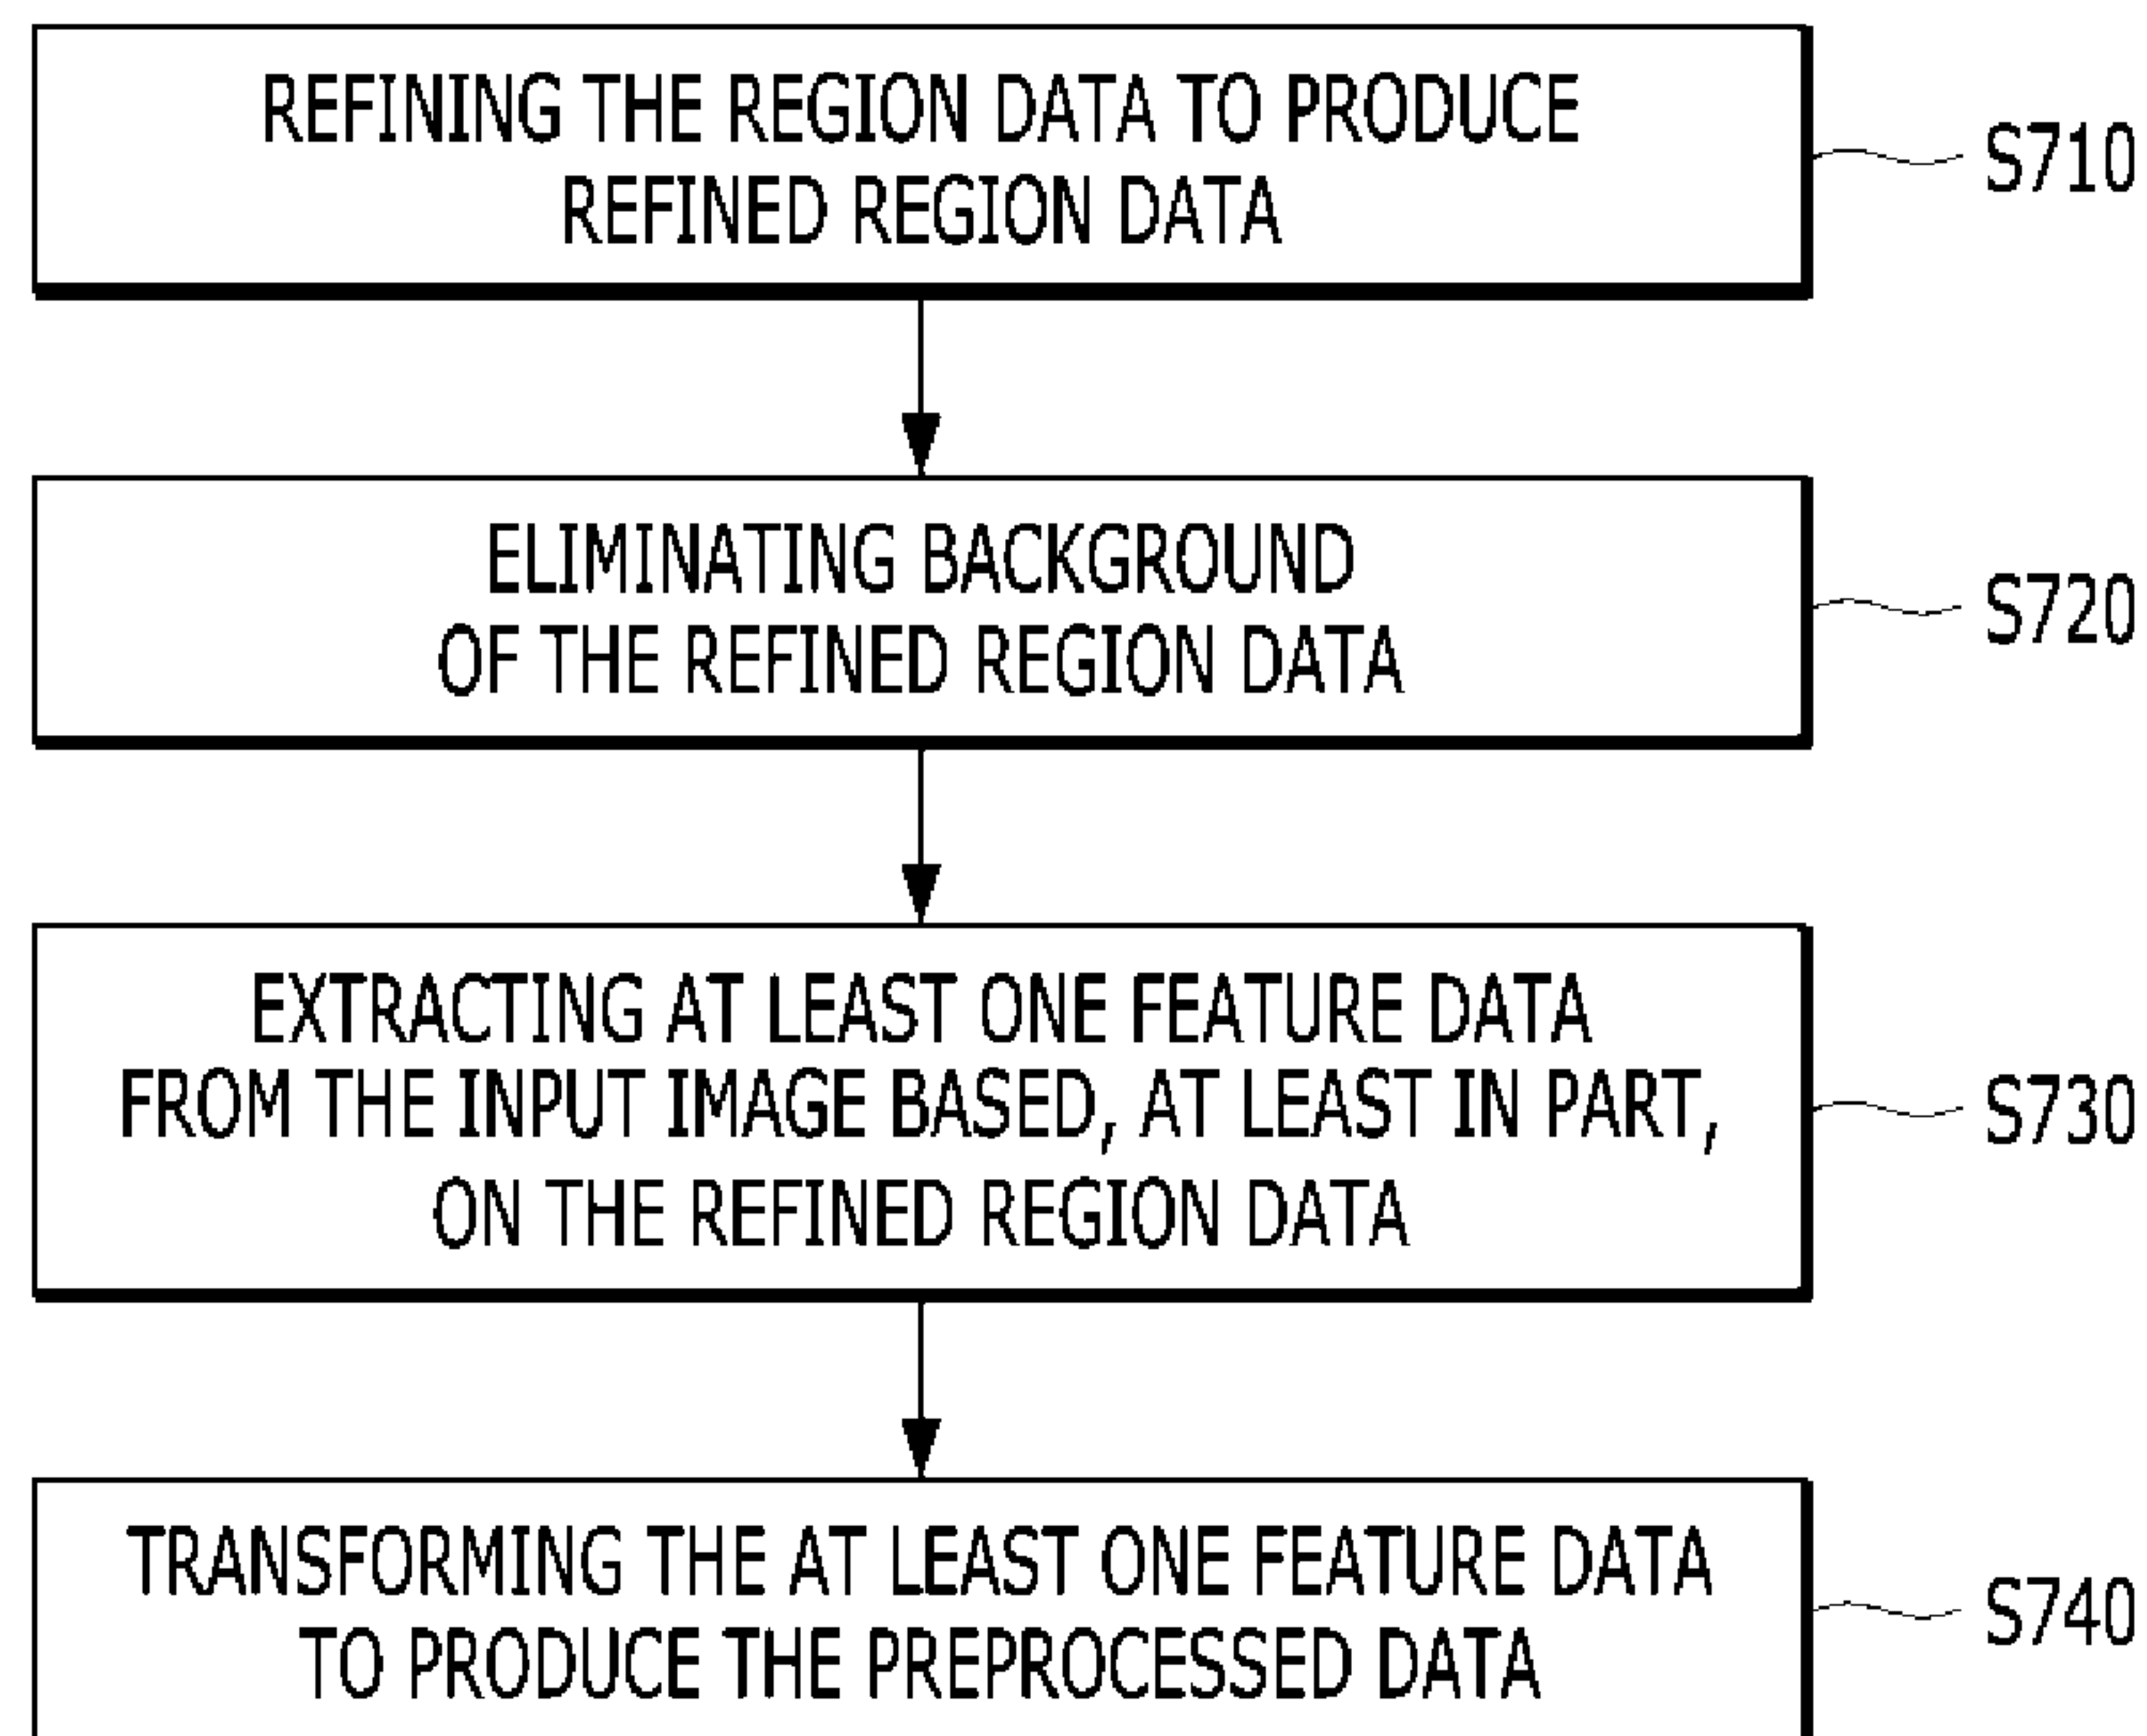 REFINING THE REGION DATA TO PRODUCE
REFINED REGION DATA
S710
ELIMINATING BACKGROUND
OF THE REFINED REGION DATA
S720
EXTRACTING AT LEAST ONE FEATURE DATA
FROM THE INPUT IMAGE BASED, AT LEAST IN PART,
ON THE REFINED REGION DATA
S730
TRANSFORMING THE AT LEAST ONE FEATURE DATA
TO PRODUCE THE PREPROCESSED DATA
S740